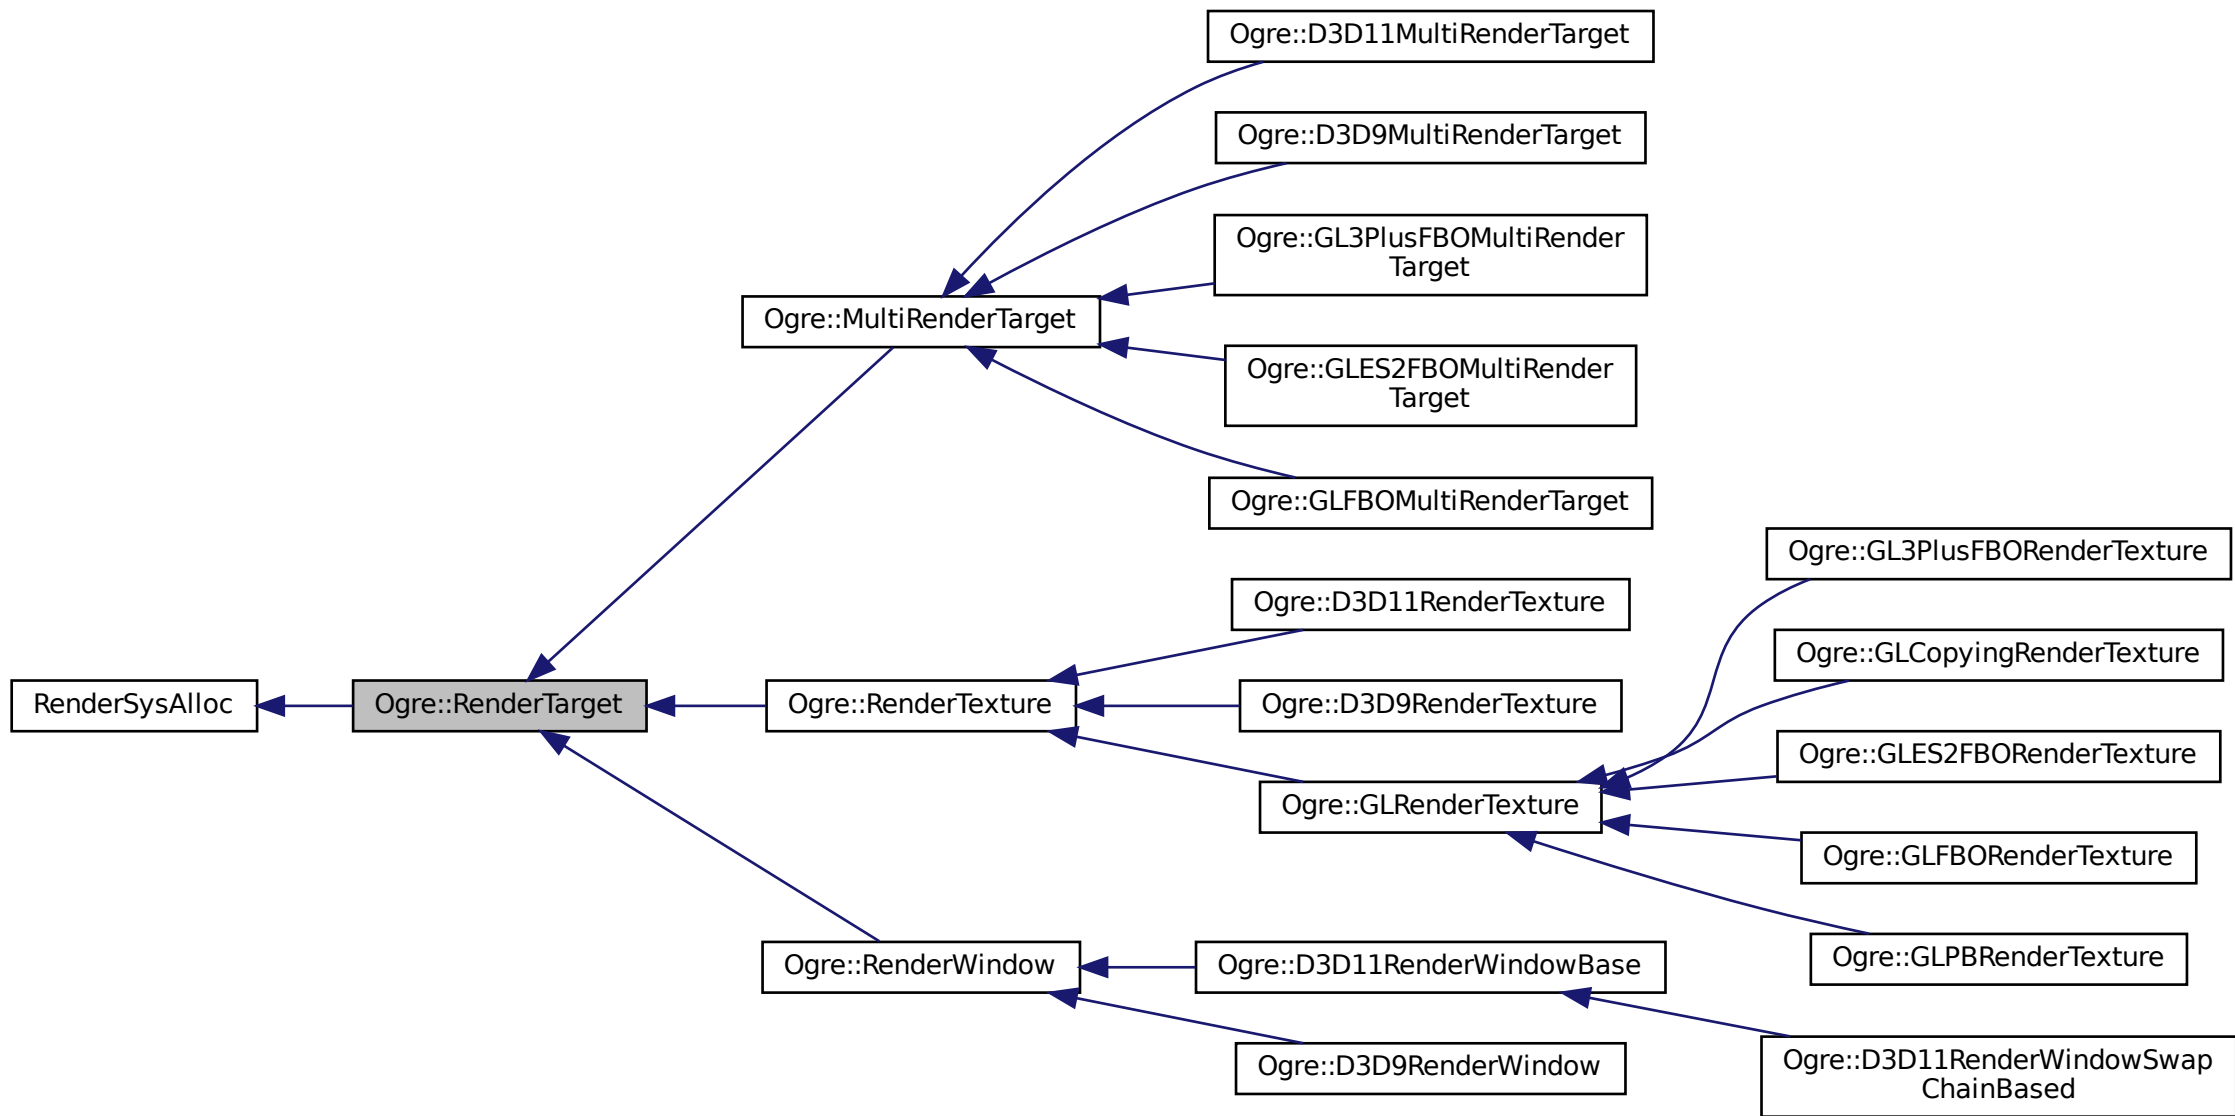 Ogre::D3D11MultiRenderTarget
Ogre::D3D9MultiRenderTarget
Ogre::GL3PlusFBOMultiRender
Target
Ogre::MultiRenderTarget
Ogre::GLES2FBOMultiRender
Target
Ogre::GLFBOMultiRenderTarget
Ogre::GL3PlusFBORenderTexture
Ogre::D3D11RenderTexture
Ogre::GLCopyingRenderTexture
RenderSysAlloc
Ogre::RenderTarget
Ogre::RenderTexture
Ogre::D3D9RenderTexture
Ogre::GLES2FBORenderTexture
Ogre::GLRenderTexture
Ogre::GLFBORenderTexture
Ogre::GLPBRenderTexture
Ogre::RenderWindow
Ogre::D3D11RenderWindowBase
Ogre::D3D9RenderWindow
Ogre::D3D11RenderWindowSwap
ChainBased